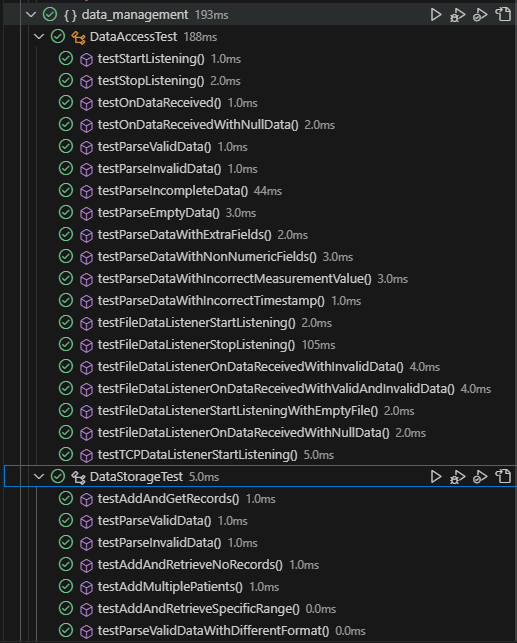 { } data_management 193ms
DataAccessTest 188ms
testStartListening() 1.0ms
testStopListening() 2.0ms
testOnDataReceived() 1.0ms
testOnDataReceivedWithNullData() 2.0ms
testParseValidData() 1.0ms
testParseInvalidData() 1.0ms
testParseIncompleteData() 44ms
testParseEmptyData() 3.0ms
testParseDataWithExtraFields() 2.0ms
testParseDataWithNonNumericFields() 3.0ms
testParseDataWithIncorrectMeasurementValue() 3.0ms
testParseDataWithIncorrectTimestamp() 1.0ms
testFileDataListenerStartListening() 2.0ms
testFileDataListenerStopListening() 105ms
testFileDataListenerOnDataReceivedWithInvalidData() 4.0ms
testFileDataListenerOnDataReceivedWithValidAndInvalidData() 4.0ms
testFileDataListenerStartListeningWithEmptyFile() 2.0ms
testFileDataListenerOnDataReceivedWithNullData() 2.0ms
testTCPDataListenerStartListening() 5.0ms
DataStorageTest 5.0ms
testAddAndGetRecords() 1.0ms
testParseValidData() 1.0ms
testParseInvalidData() 1.0ms
testAddAndRetrieveNoRecords() 1.0ms
testAddMultiplePatients() 1.0ms
testAddAndRetrieveSpecificRange() 0.0ms
testParseValidDataWithDifferentFormat() 0.0ms